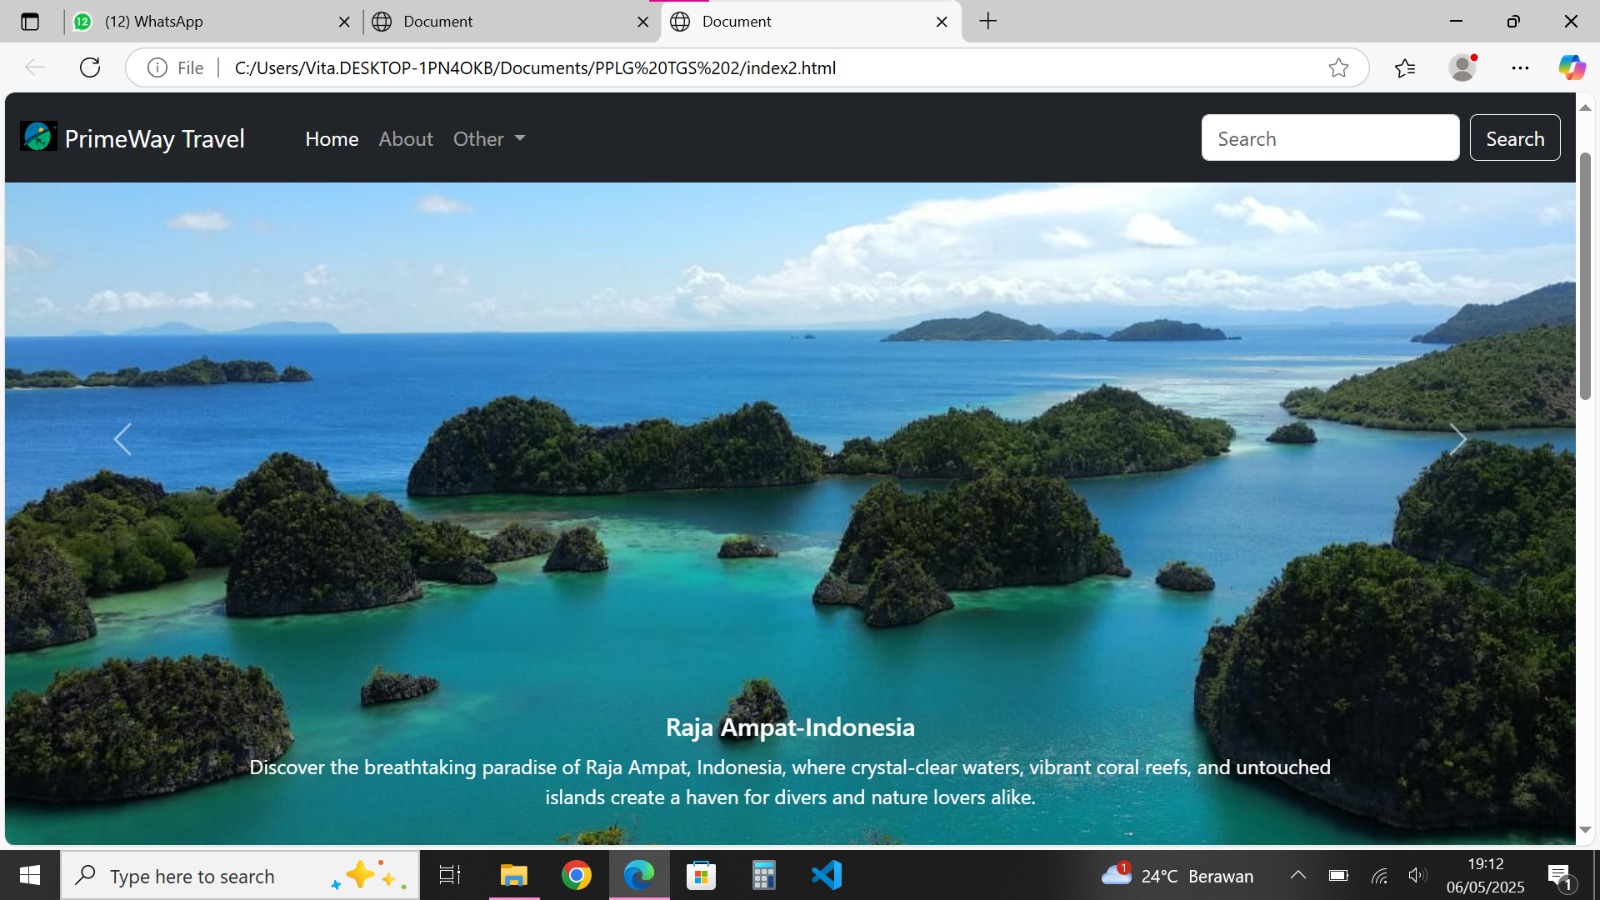 (12) WhatsApp
Document
Document
File
C:/Users/Vita.DESKTOP-1PN4OKB/Documents/PPLG%20TGS%202/index2.html
PrimeWay Travel
Home
About
Other
Search
Search
Raja Ampat-Indonesia
Discover the breathtaking paradise of Raja Ampat, Indonesia, where crystal-clear waters, vibrant coral reefs, and untouched
islands create a haven for divers and nature lovers alike.
Type here to search
1
24°C Berawan
19:12
06/05/2025
1